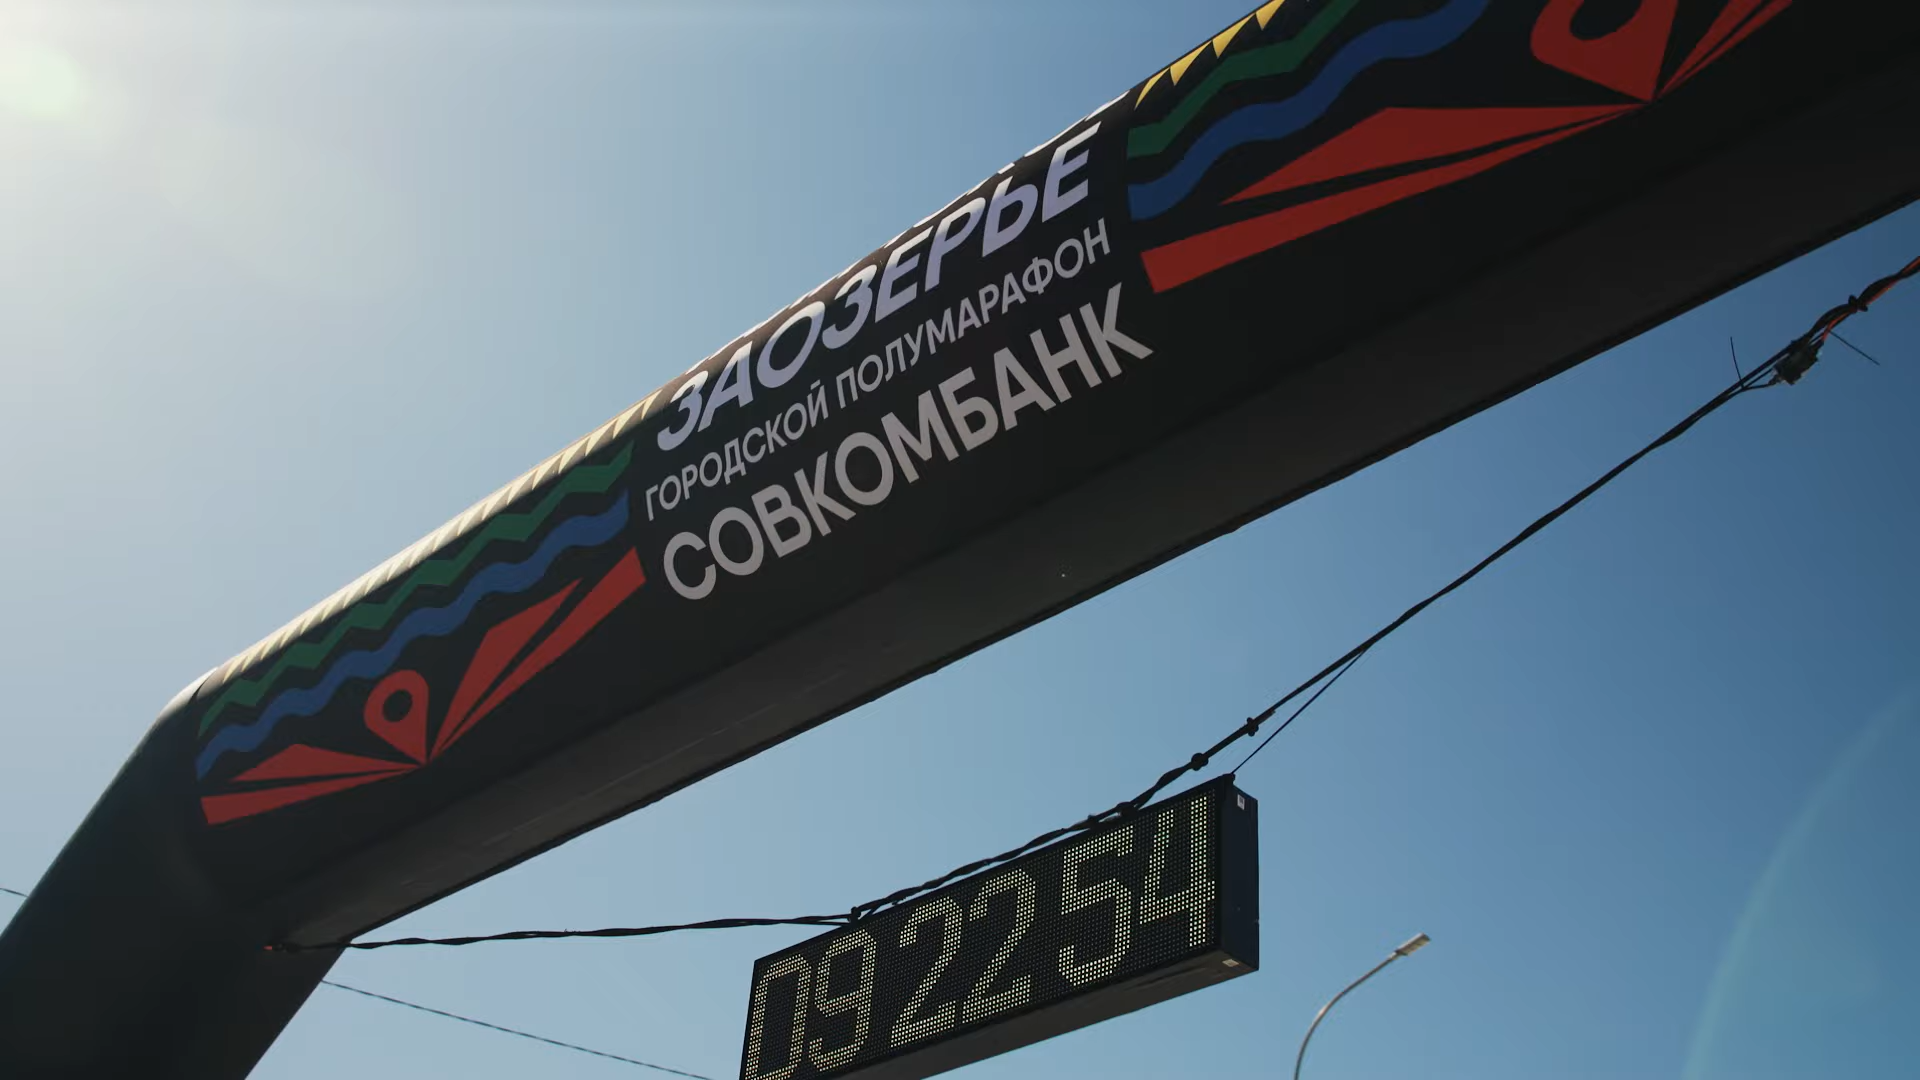 ЗАОЗЕРЬЕ
ГОРОДСКОЙ ПОЛУМАРАФОН
СОВКОМБАНК
09 22 54